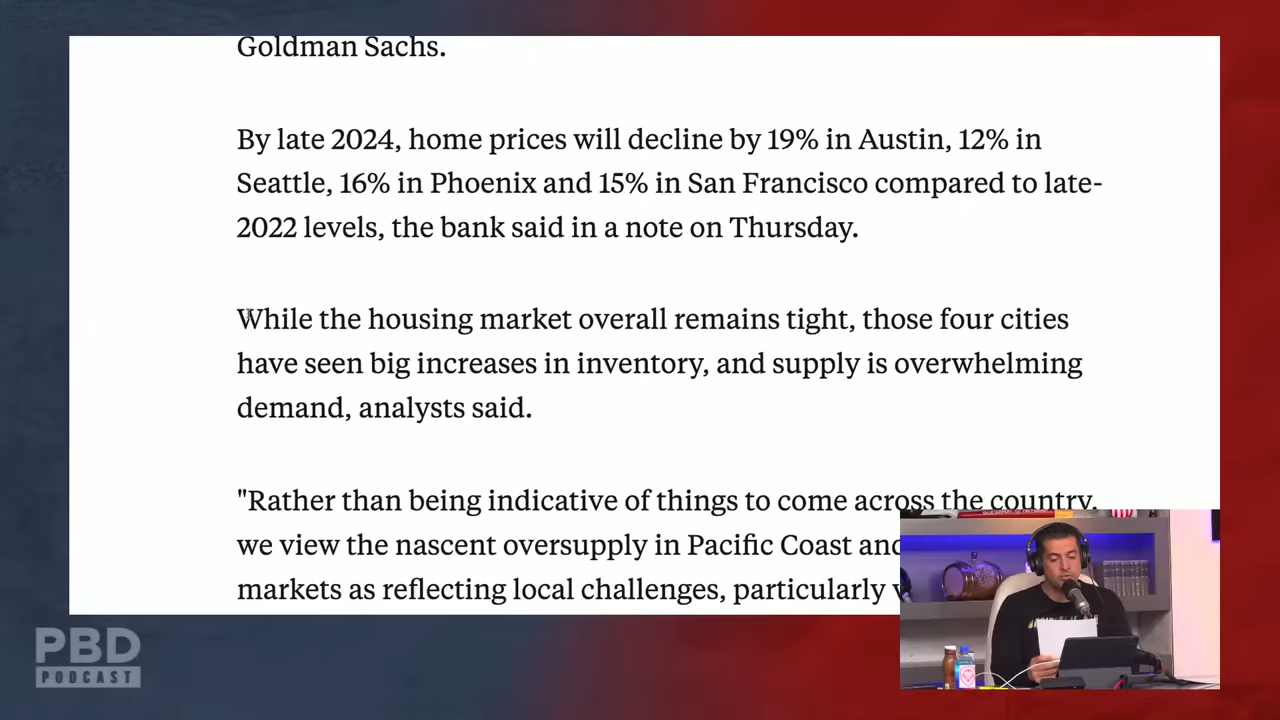 Goldman Sachs.
By late 2024, home prices will decline by 19% in Austin, 12% in
Seattle, 16% in Phoenix and 15% in San Francisco compared to late-
2022 levels, the bank said in a note on Thursday.
While the housing market overall remains tight, those four cities
have seen big increases in inventory, and supply is overwhelming
demand, analysts said.
"Rather than being indicative of things to come across the country,
we view the nascent oversupply in Pacific Coast and
markets as reflecting local challenges, particularly
PBD
PODCAST